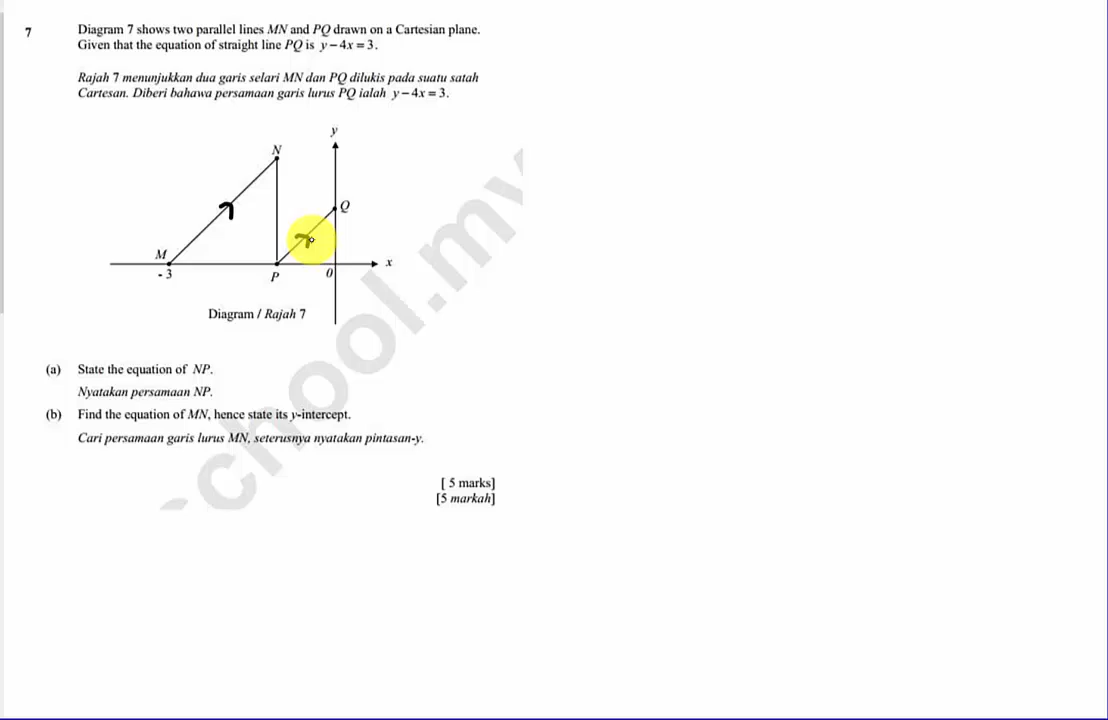 7 Diagram 7 shows two parallel lines MN and PQ drawn on a Cartesian plane.
Given that the equation of straight line PQ is y − 4x = 3.
Rajah 7 menunjukkan dua garis selari MN dan PQ dilukis pada suatu satah
Cartesan. Diberi bahawa persamaan garis lurus PQ ialah y − 4x = 3.
y
N
Q
M
x
- 3
P
0
Diagram / Rajah 7
(a) State the equation of NP.
Nyatakan persamaan NP.
(b) Find the equation of MN, hence state its y-intercept.
Cari persamaan garis lurus MN, seterusnya nyatakan pintasan-y.
[ 5 marks]
[5 markah]
chool.my